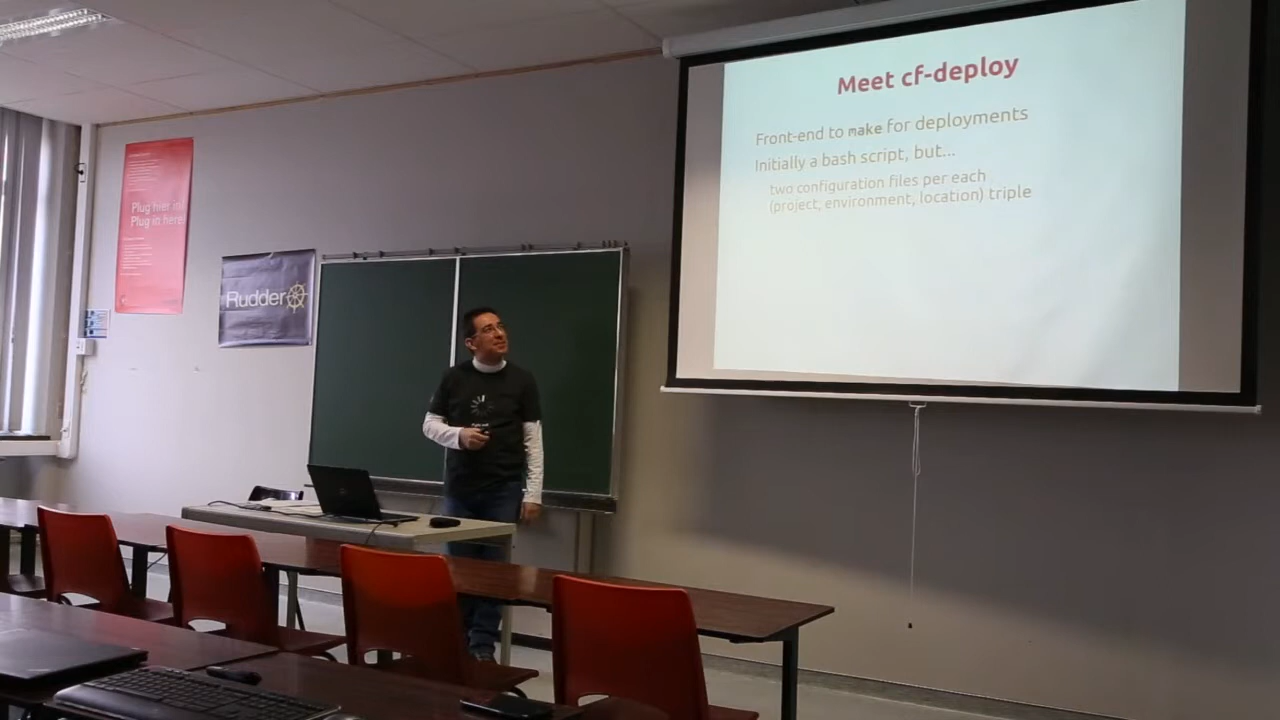 Meet cf-deploy
Front-end to make for deployments
Initially a bash script, but...
two configuration files per each
(project, environment, location) triple
Plug hier in!
Plug in here!
Rudder